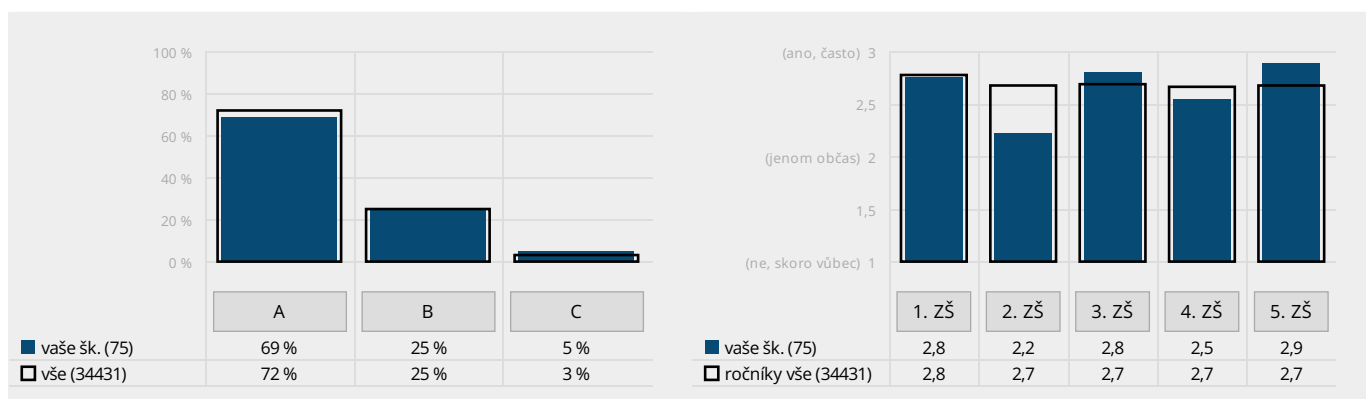 100 %
80 %
60 %
40 %
20 %
0 %
A B C
vaše šk. (75) 69 % 25 % 5 %
vše (34431) 72 % 25 % 3 %
(ano, často) 3
2,5
(jenom občas) 2
1,5
(ne, skoro vůbec) 1
1. ZŠ 2. ZŠ 3. ZŠ 4. ZŠ 5. ZŠ
vaše šk. (75) 2,8 2,2 2,8 2,5 2,9
ročníky vše (34431) 2,8 2,7 2,7 2,7 2,7